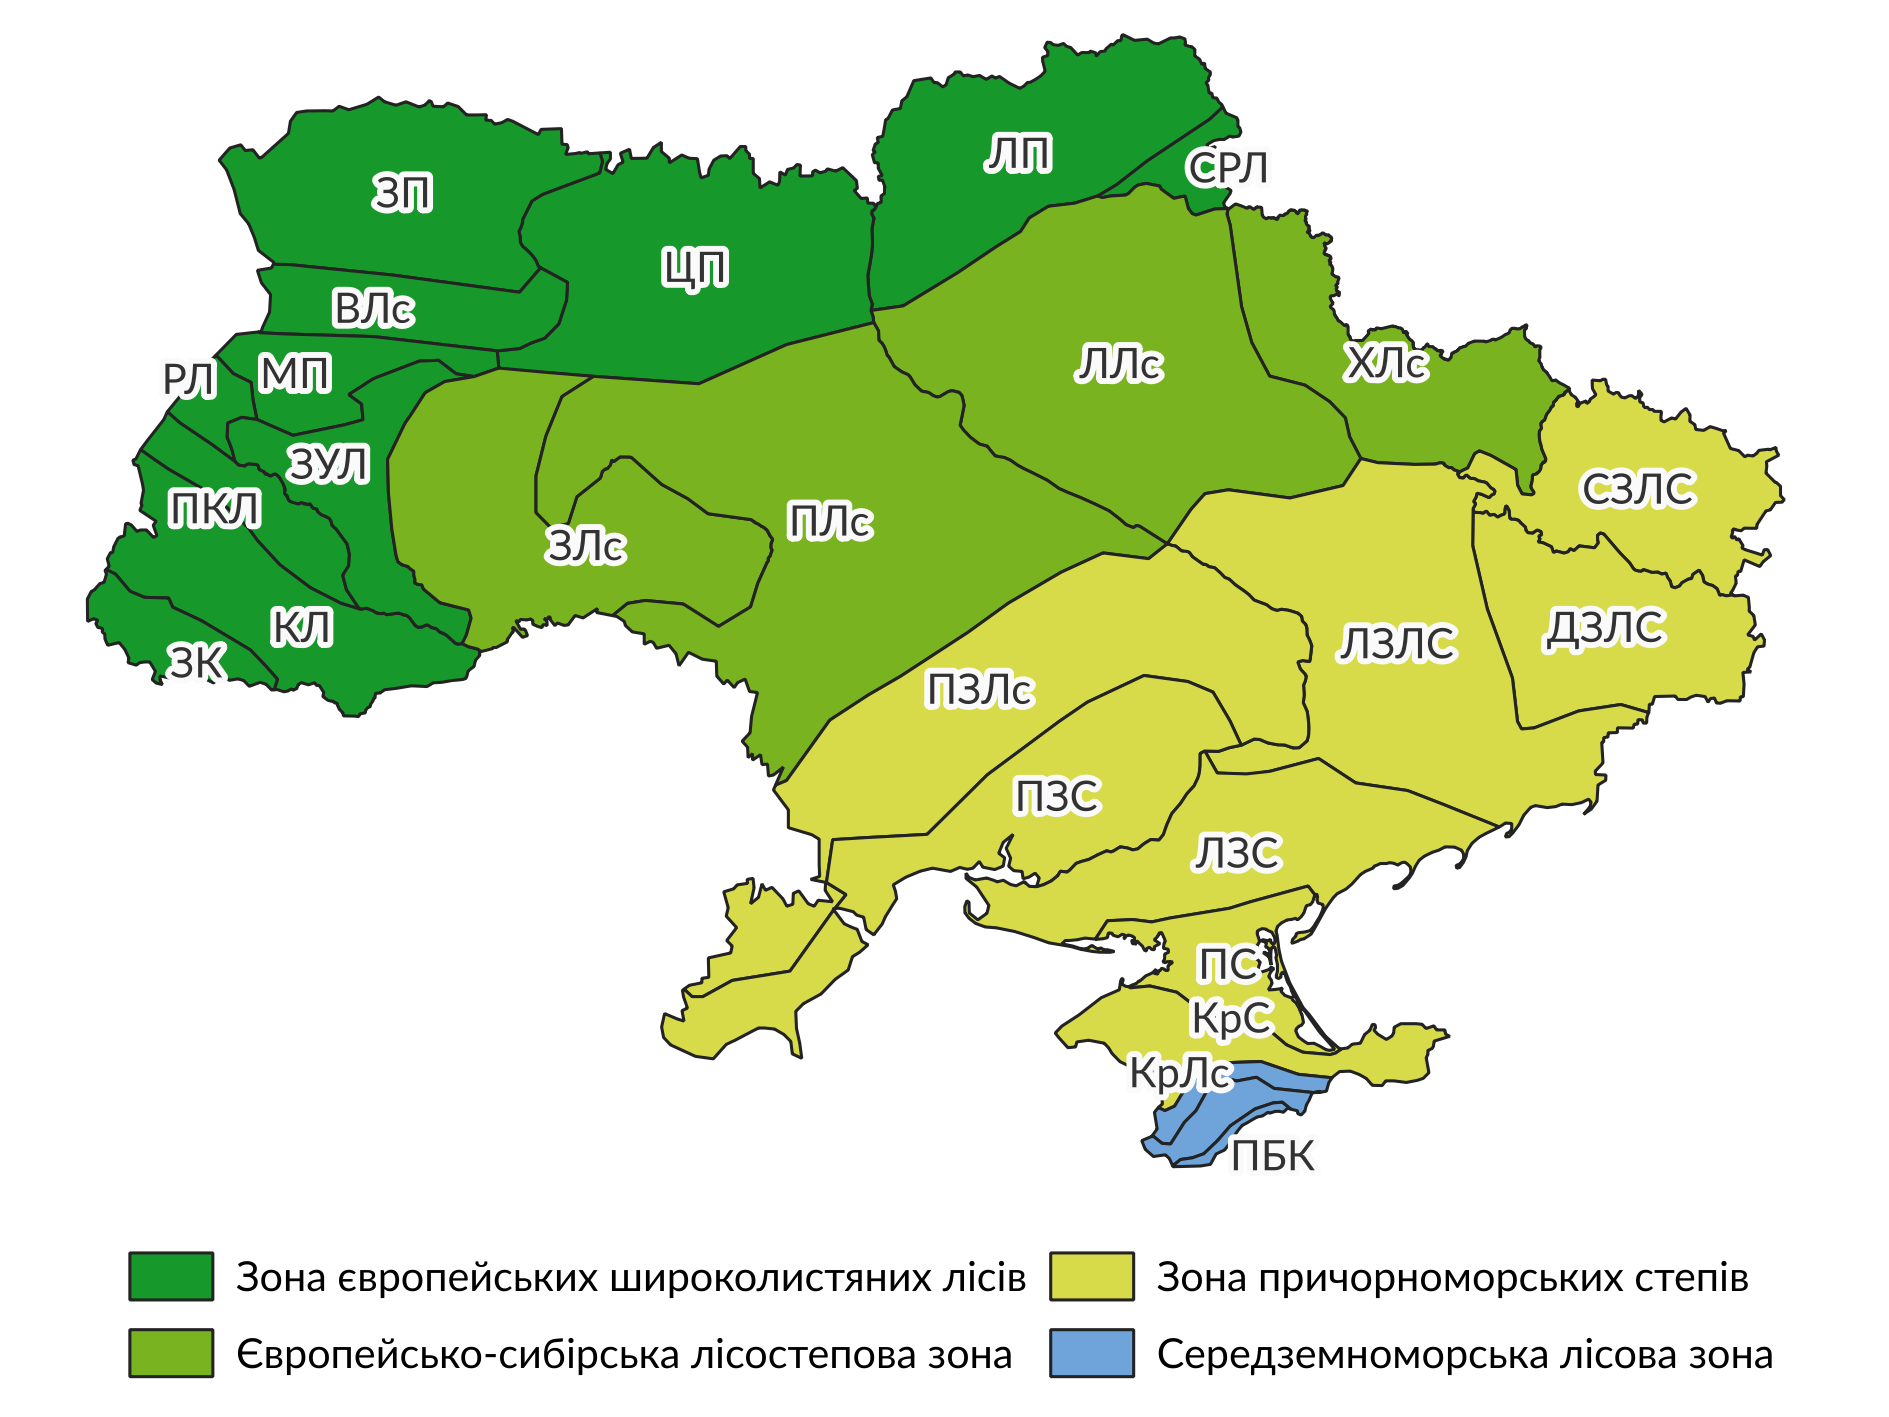 ЛП
СРЛ
ЗП
ЦП
ВЛс
РЛ
МП
ЛЛс
ХЛс
ЗУЛ
СЗЛС
ПКЛ
ПЛс
ЗЛс
КЛ
ДЗЛС
ЛЗЛС
ЗК
ПЗЛс
ПЗС
ЛЗС
ПС
КрС
КрЛс
ПБК
Зона європейських широколистяних лісів
Зона причорноморських степів
Європейсько-сибірська лісостепова зона
Середземноморська лісова зона